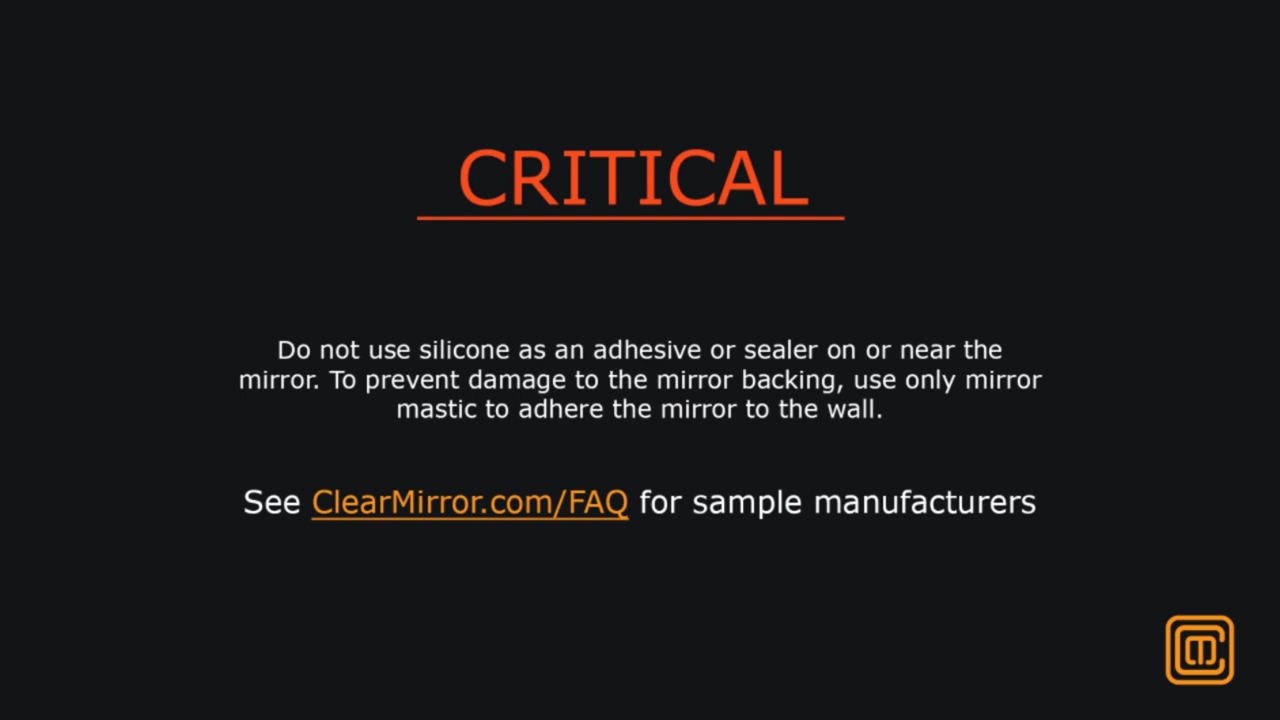 CRITICAL
Do not use silicone as an adhesive or sealer on or near the
mirror. To prevent damage to the mirror backing, use only mirror
mastic to adhere the mirror to the wall.
See ClearMirror.com/FAQ for sample manufacturers